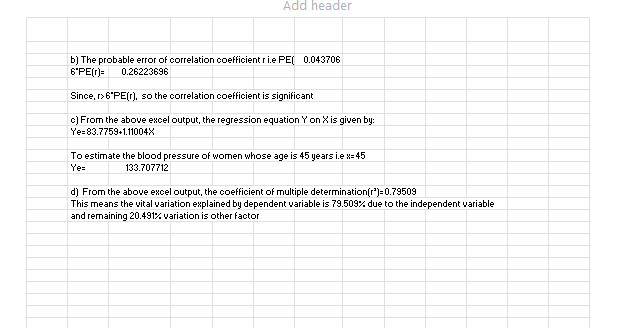 Add header
b) The probable error of correlation coefficient r i.e PE( 0.043706
6*PE(r)= 0.26223696
Since, r>6*PE(r), so the correlation coefficient is significant
c) From the above excel output, the regression equation Y on X is given by:
Ye=83.7759+1.11004X
To estimate the blood pressure of women whose age is 45 years i.e x=45
Ye= 133.707712
d) From the above excel output, the coefficient of multiple determination(r²)=0.79509
This means the vital variation explained by dependent variable is 79.509% due to the independent variable
and remaining 20.491% variation is other factor